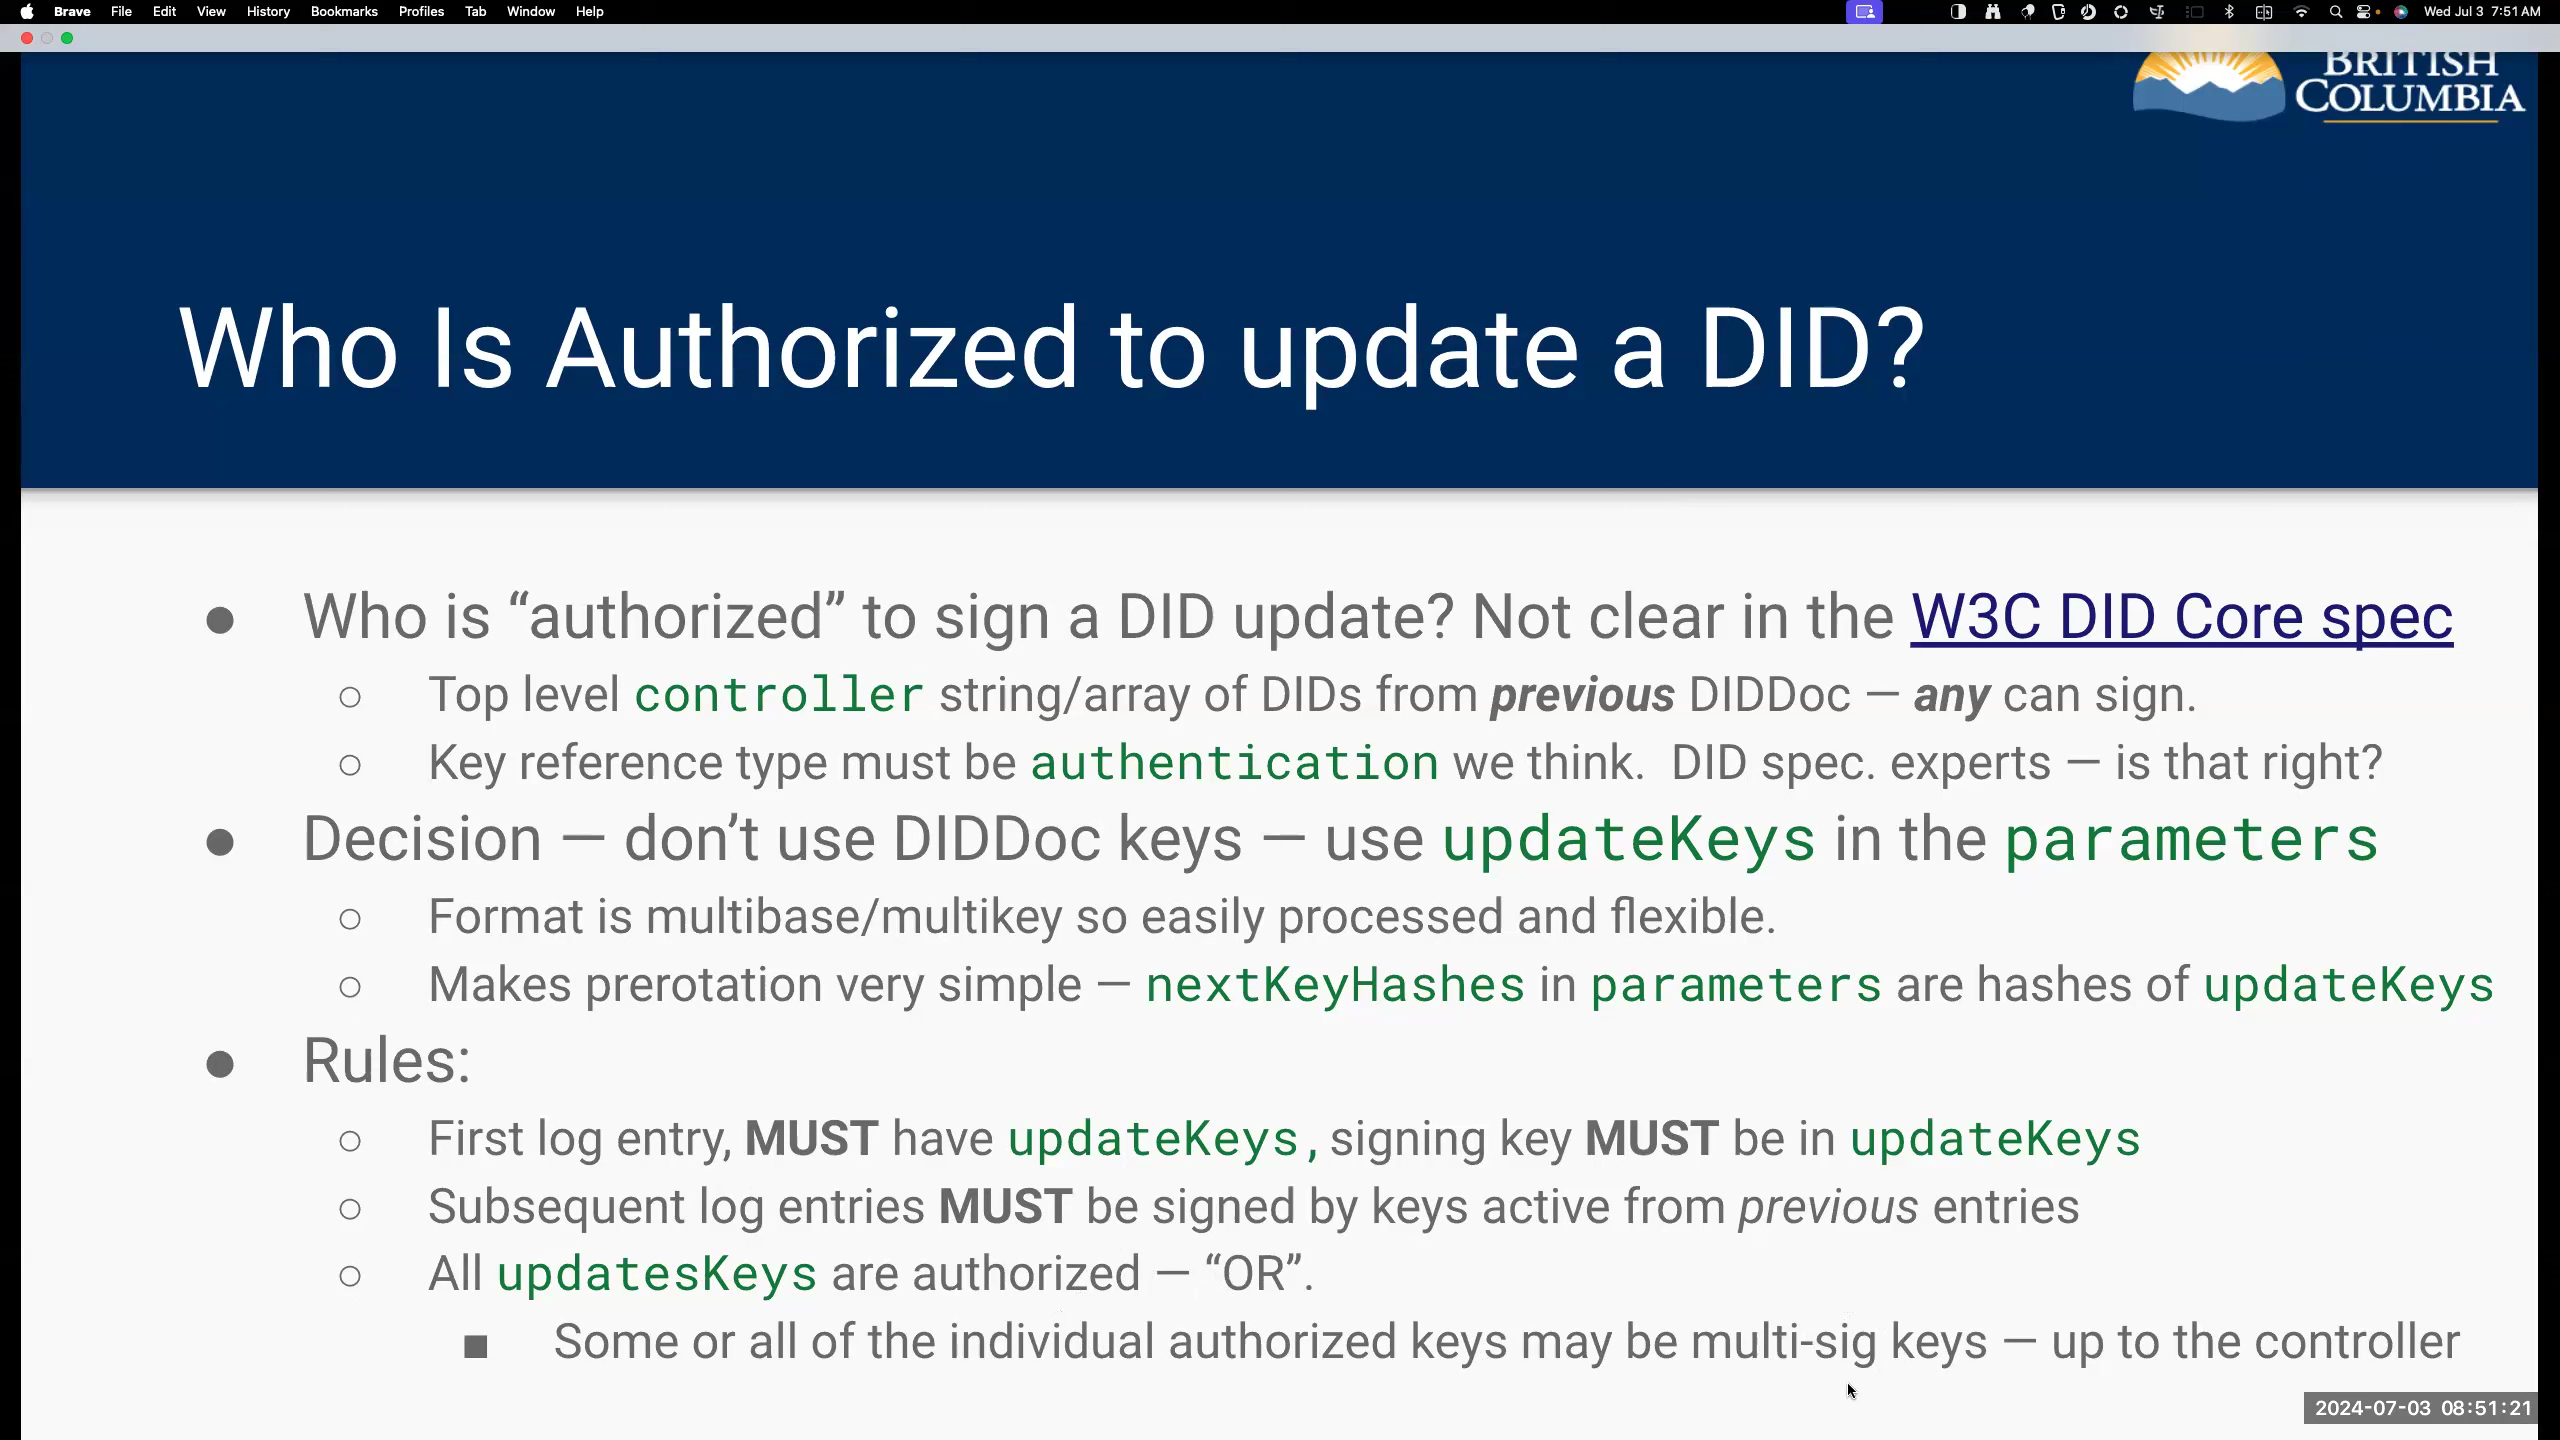 Brave File Edit View History Bookmarks Profiles Tab Window Help Wed Jul 3 7:51 AM
BRITISH
COLUMBIA
Who Is Authorized to update a DID?
● Who is “authorized” to sign a DID update? Not clear in the W3C DID Core spec
○ Top level controller string/array of DIDs from previous DIDDoc — any can sign.
○ Key reference type must be authentication we think. DID spec. experts — is that right?
● Decision — don’t use DIDDoc keys — use updateKeys in the parameters
○ Format is multibase/multikey so easily processed and flexible.
○ Makes prerotation very simple — nextKeyHashes in parameters are hashes of updateKeys
● Rules:
○ First log entry, MUST have updateKeys, signing key MUST be in updateKeys
○ Subsequent log entries MUST be signed by keys active from previous entries
○ All updatesKeys are authorized — “OR”.
■ Some or all of the individual authorized keys may be multi-sig keys — up to the controller
2024-07-03 08:51:21